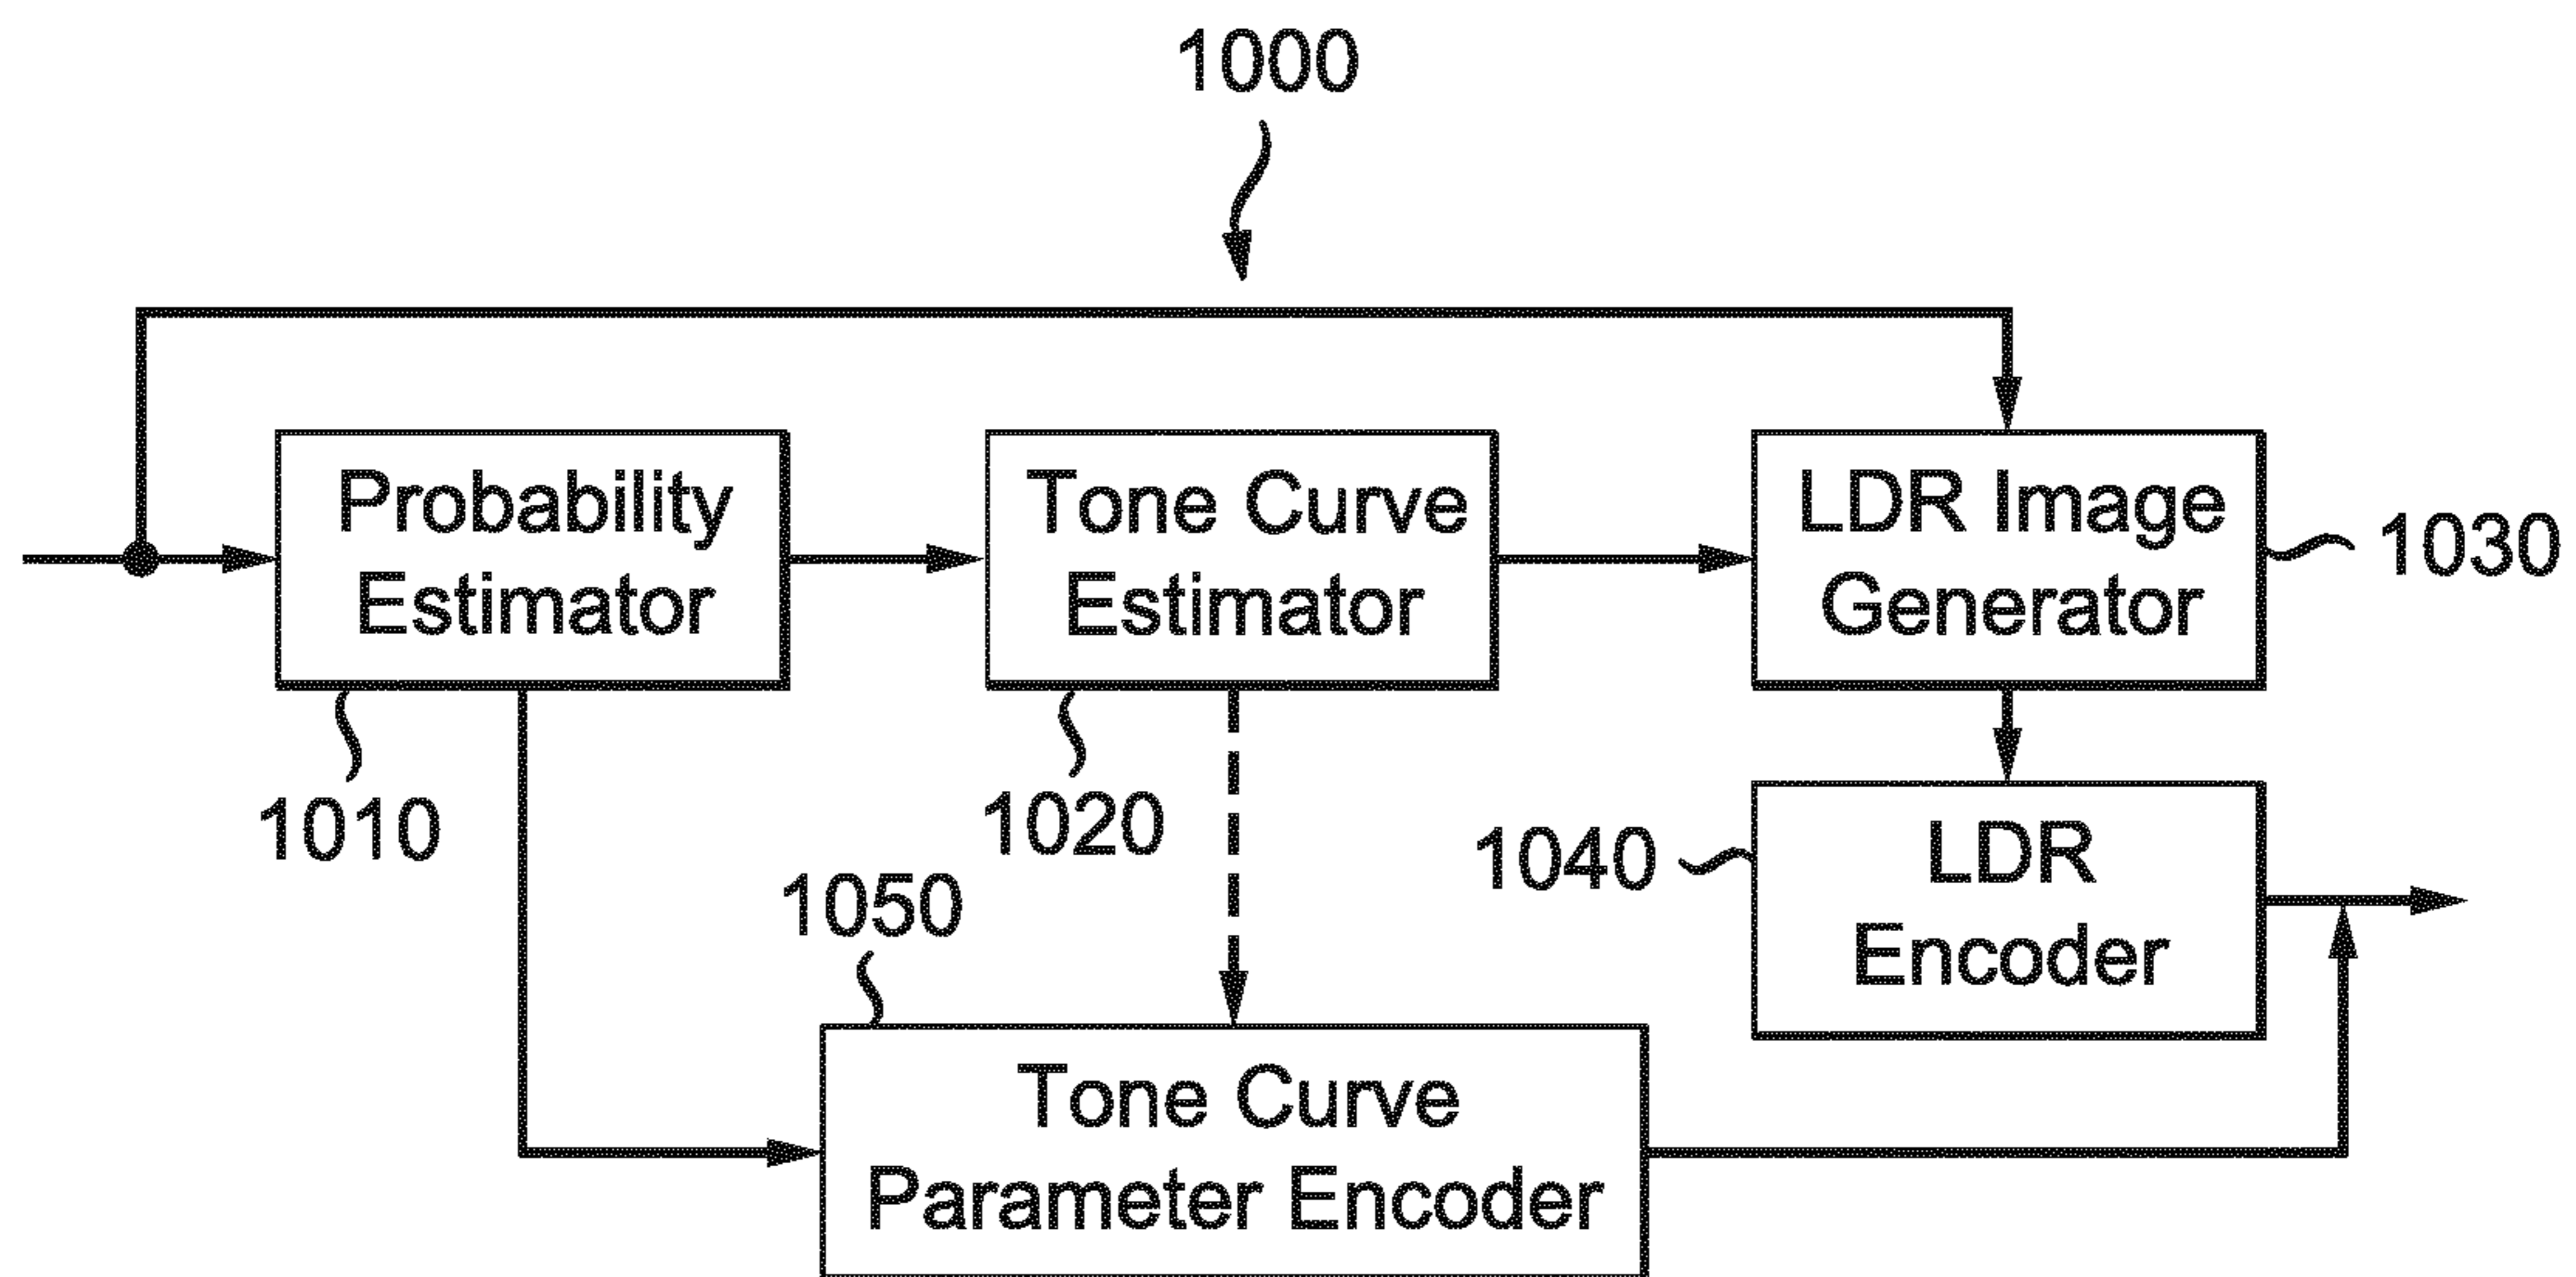 1000
Probability
Estimator
Tone Curve
Estimator
LDR Image
Generator
1030
1010
1020
1040
LDR
Encoder
1050
Tone Curve
Parameter Encoder